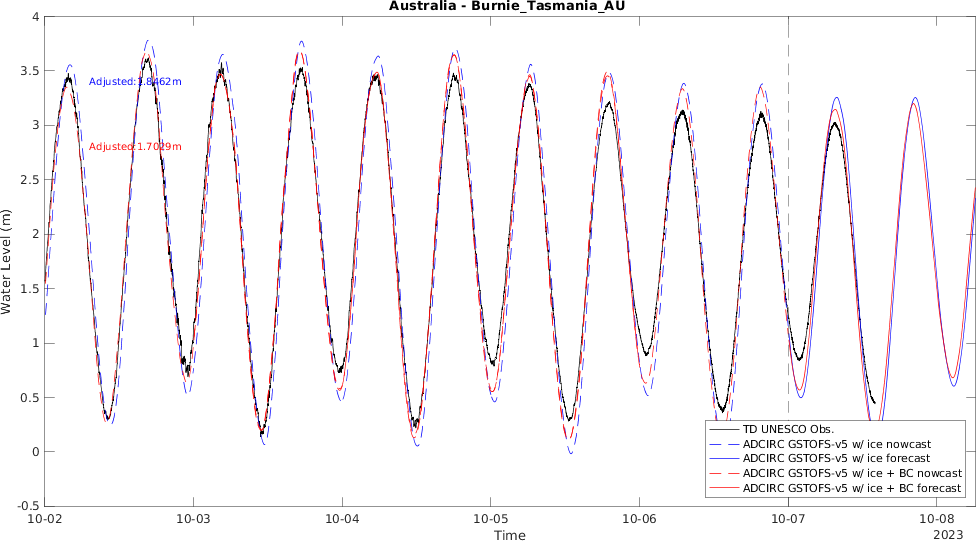 Australia - Burnie_Tasmania_AU
4
3.5
3
2.5
2
1.5
1
0.5
0
-0.5
Water Level (m)
Adjusted:1.8462m
Adjusted:1.7029m
TD UNESCO Obs.
ADCIRC GSTOFS-v5 w/ ice nowcast
ADCIRC GSTOFS-v5 w/ ice forecast
ADCIRC GSTOFS-v5 w/ ice + BC nowcast
ADCIRC GSTOFS-v5 w/ ice + BC forecast
10-02 10-03 10-04 10-05 10-06 10-07 10-08
2023
Time